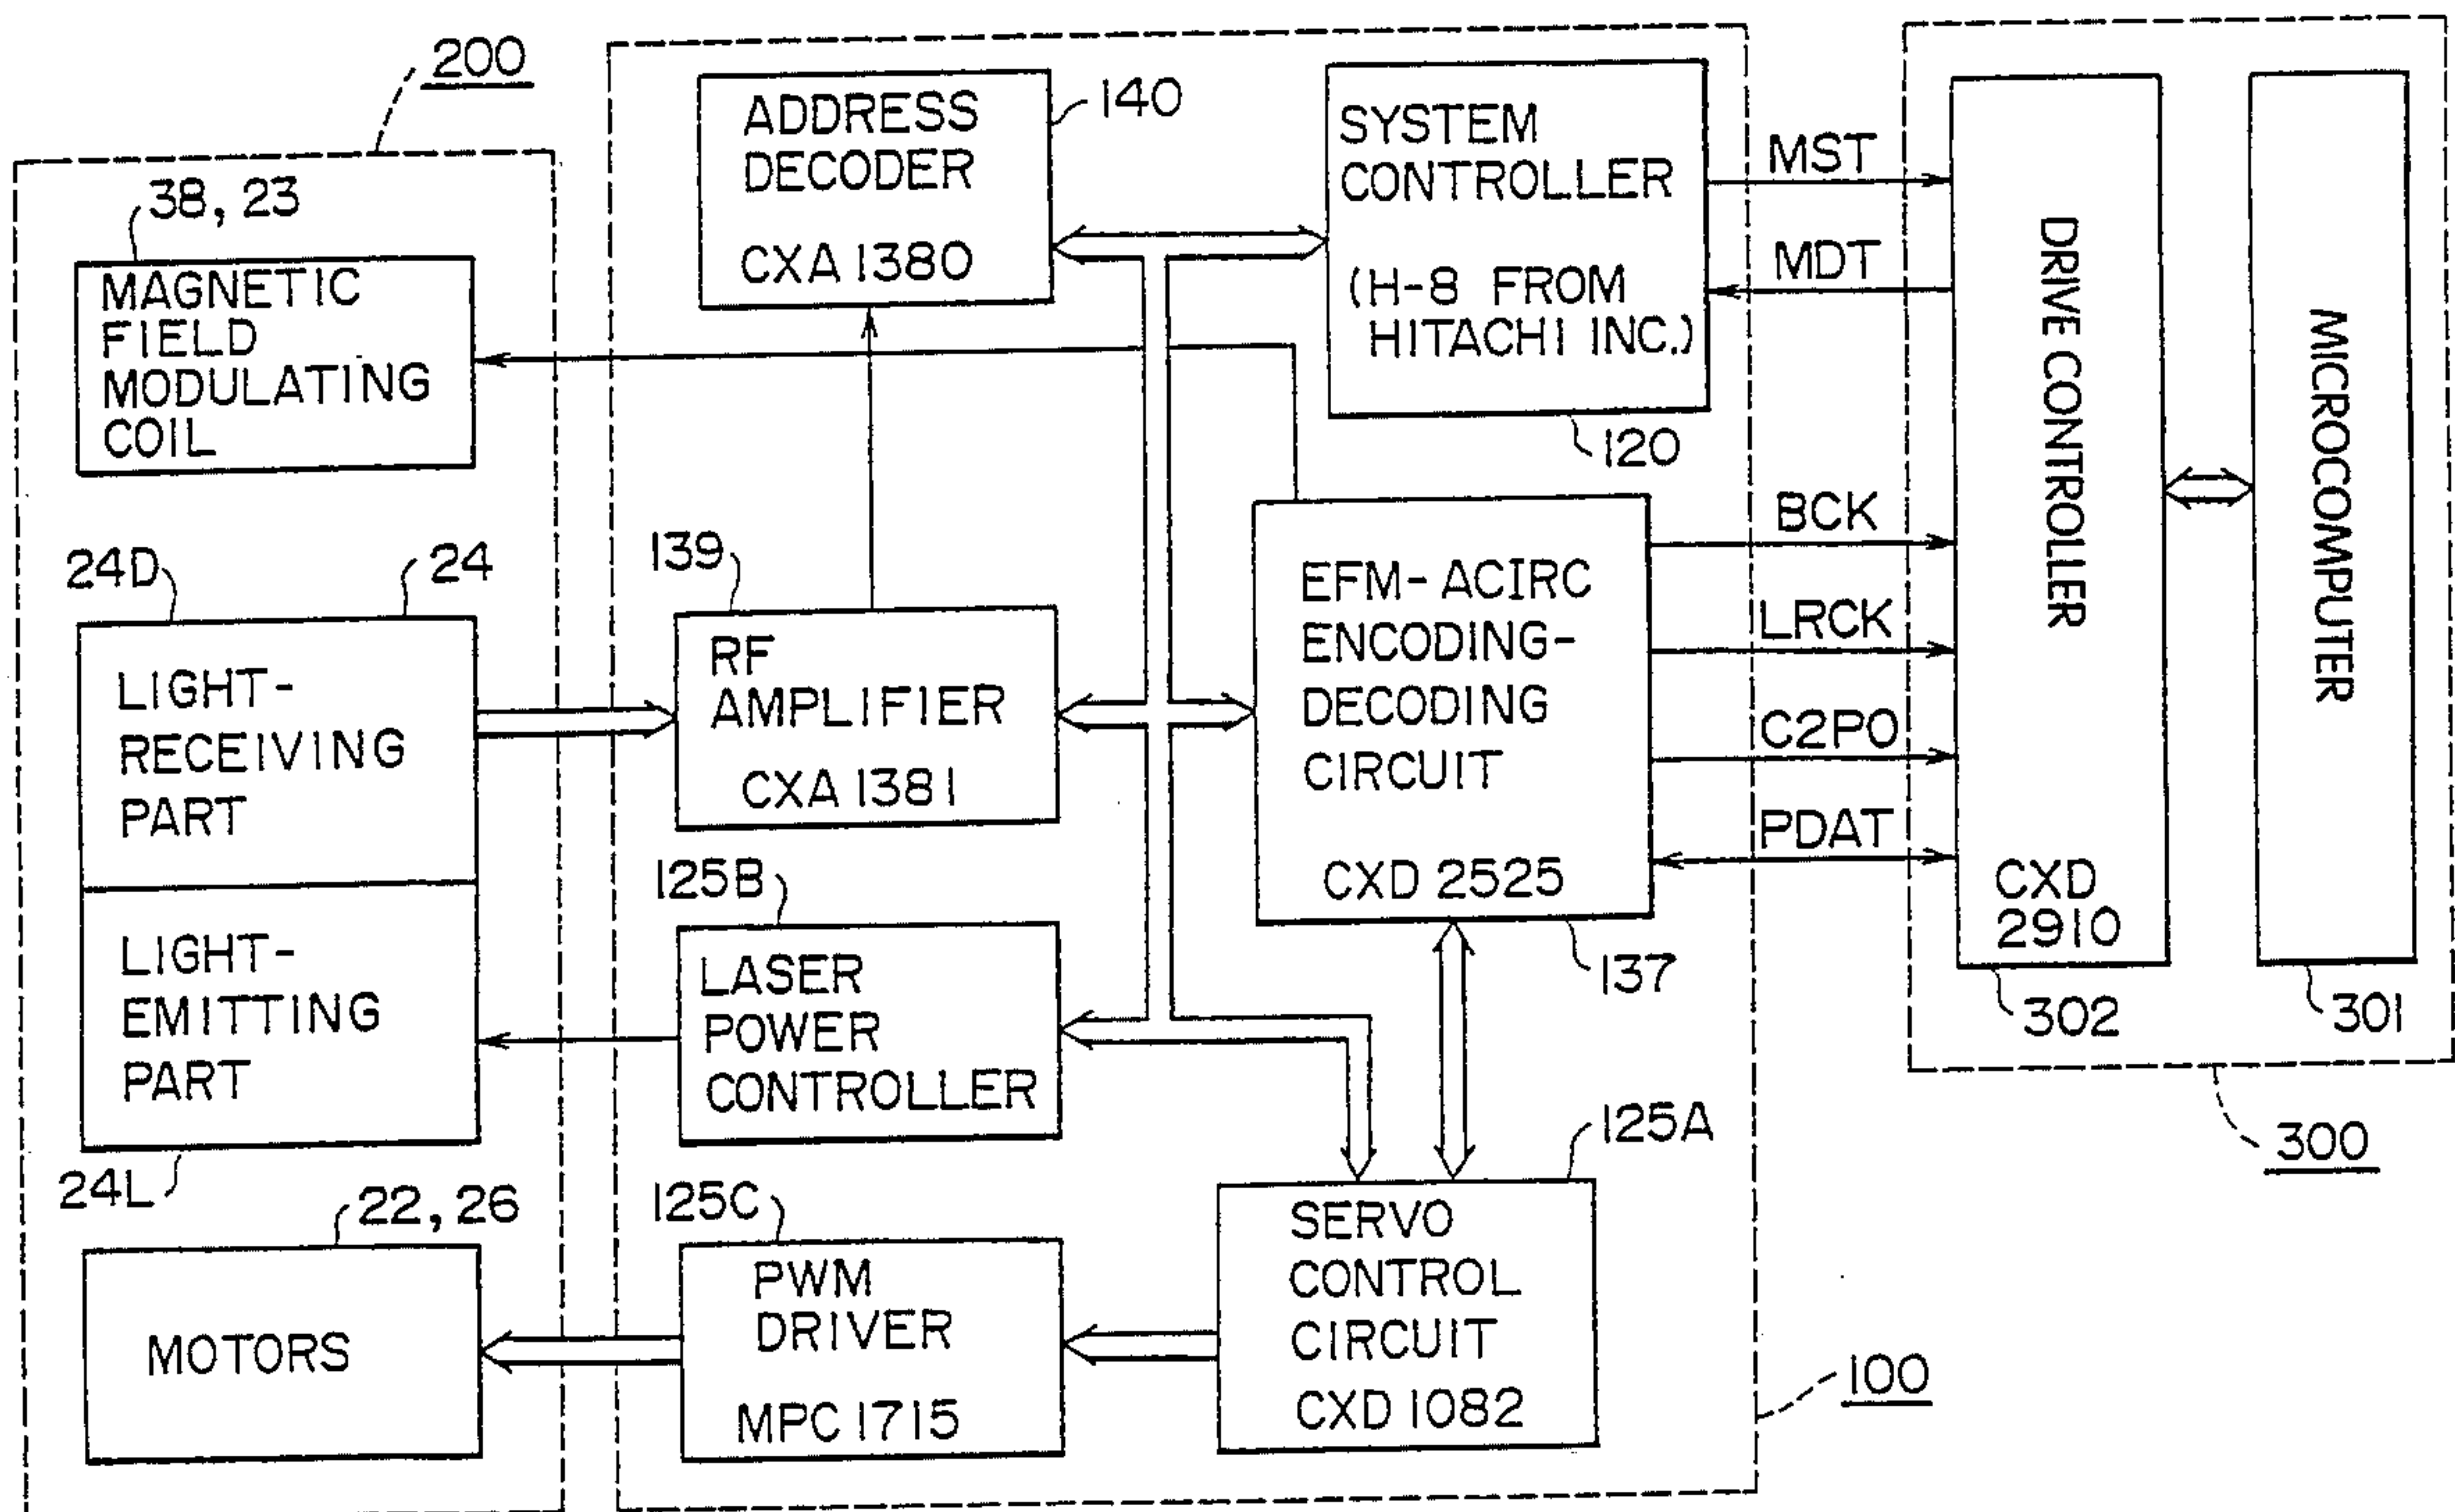 200
38, 23
MAGNETIC
FIELD
MODULATING
COIL
24D
24
LIGHT-
RECEIVING
PART
LIGHT-
EMITTING
PART
24L
22, 26
MOTORS
ADDRESS
DECODER
CXA 1380
140
139
RF
AMPLIFIER
CXA 1381
125B
LASER
POWER
CONTROLLER
125C
PWM
DRIVER
MPC 1715
SYSTEM
CONTROLLER
(H-8 FROM
HITACHI INC.)
120
EFM-ACIRC
ENCODING-
DECODING
CIRCUIT
CXD 2525
137
125A
SERVO
CONTROL
CIRCUIT
CXD 1082
100
MST
MDT
BCK
LRCK
C2PO
PDAT
DRIVE CONTROLLER
CXD
2910
302
MICROCOMPUTER
301
300